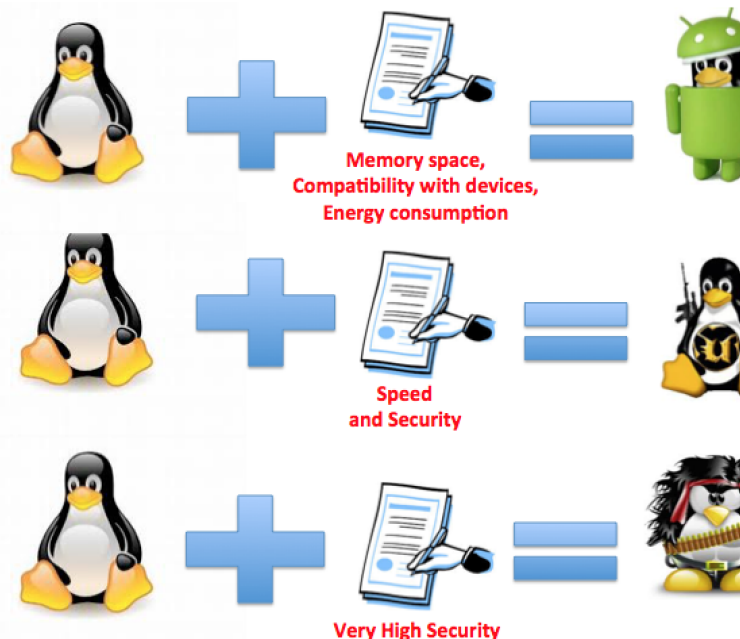 Memory space,
Compatibility with devices,
Energy consumption
Speed
and Security
Very High Security